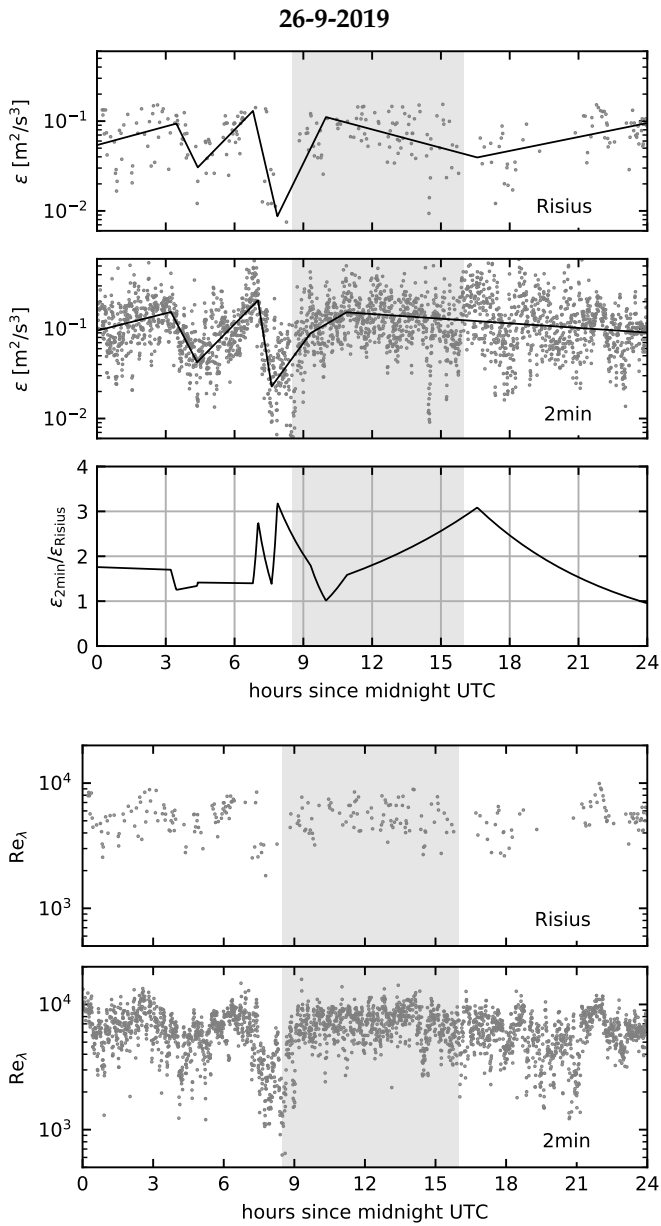 26-9-2019
ε [m²/s³]
10⁻¹
10⁻²
Risius
ε [m²/s³]
10⁻¹
10⁻²
2min
ε₂ₘᵢₙ/εRisius
4
3
2
1
0
0 3 6 9 12 15 18 21 24
hours since midnight UTC
Reλ
10⁴
10³
Risius
Reλ
10⁴
10³
2min
0 3 6 9 12 15 18 21 24
hours since midnight UTC